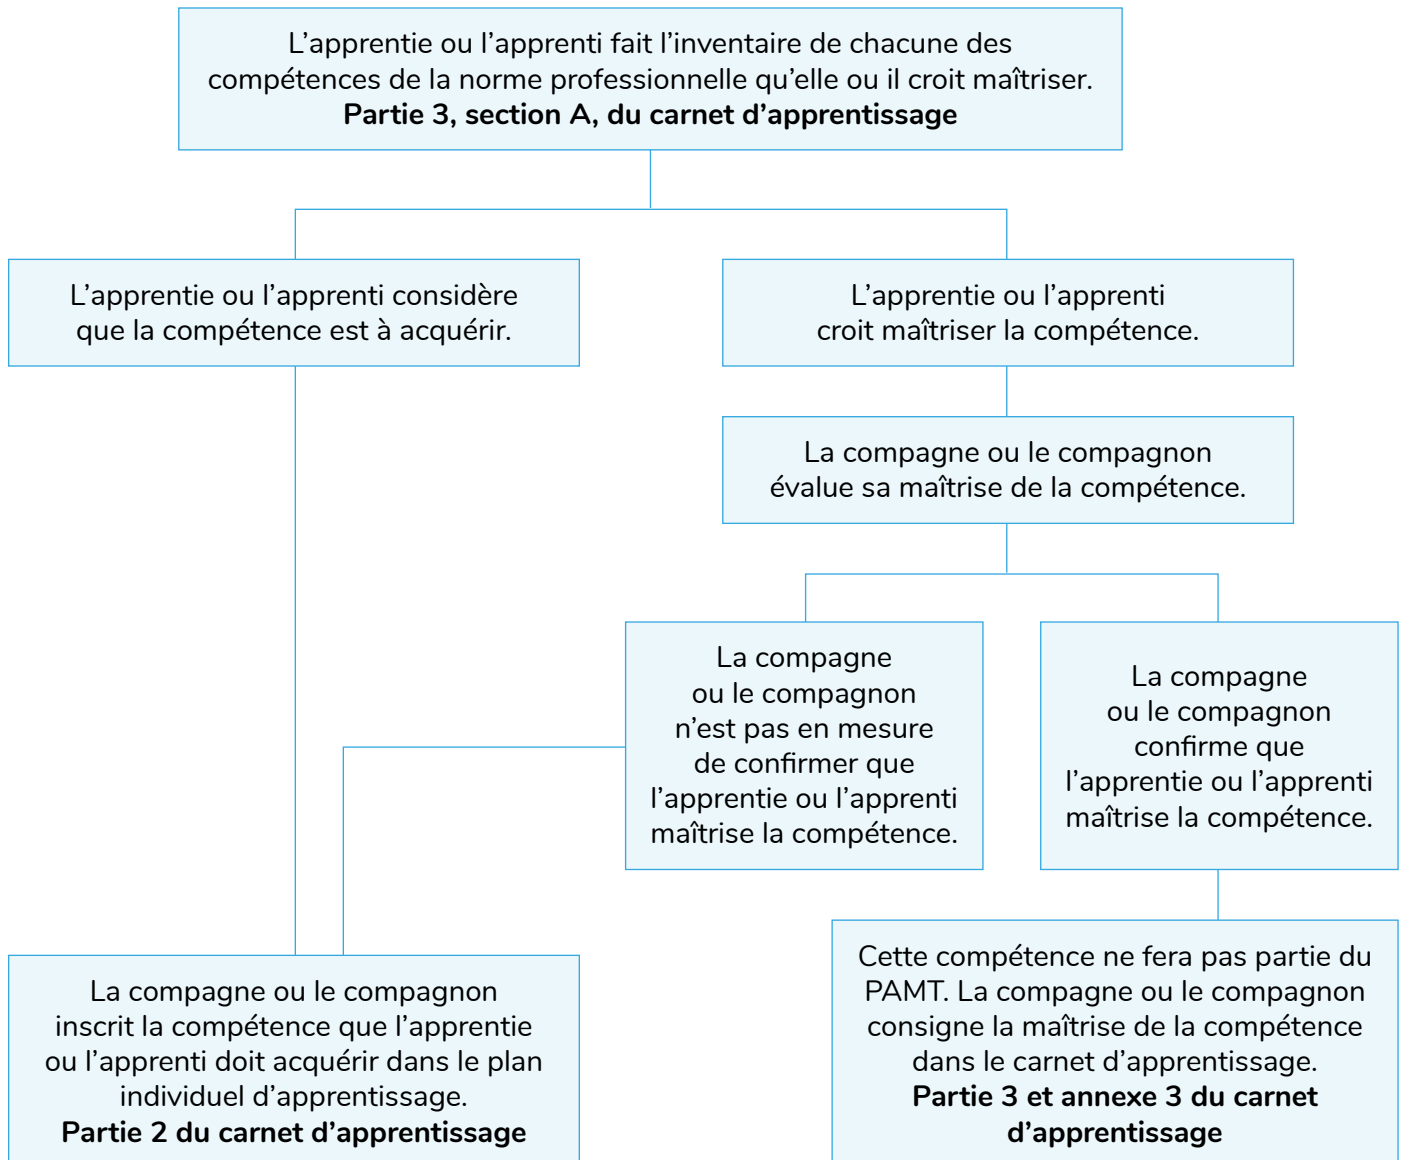 L’apprentie ou l’apprenti fait l’inventaire de chacune des
compétences de la norme professionnelle qu’elle ou il croit maîtriser.
Partie 3, section A, du carnet d’apprentissage
L’apprentie ou l’apprenti considère
que la compétence est à acquérir.
L’apprentie ou l’apprenti
croit maîtriser la compétence.
La compagne ou le compagnon
évalue sa maîtrise de la compétence.
La compagne
ou le compagnon
n’est pas en mesure
de confirmer que
l’apprentie ou l’apprenti
maîtrise la compétence.
La compagne
ou le compagnon
confirme que
l’apprentie ou l’apprenti
maîtrise la compétence.
La compagne ou le compagnon
inscrit la compétence que l’apprentie
ou l’apprenti doit acquérir dans le plan
individuel d’apprentissage.
Partie 2 du carnet d’apprentissage
Cette compétence ne fera pas partie du
PAMT. La compagne ou le compagnon
consigne la maîtrise de la compétence
dans le carnet d’apprentissage.
Partie 3 et annexe 3 du carnet
d’apprentissage